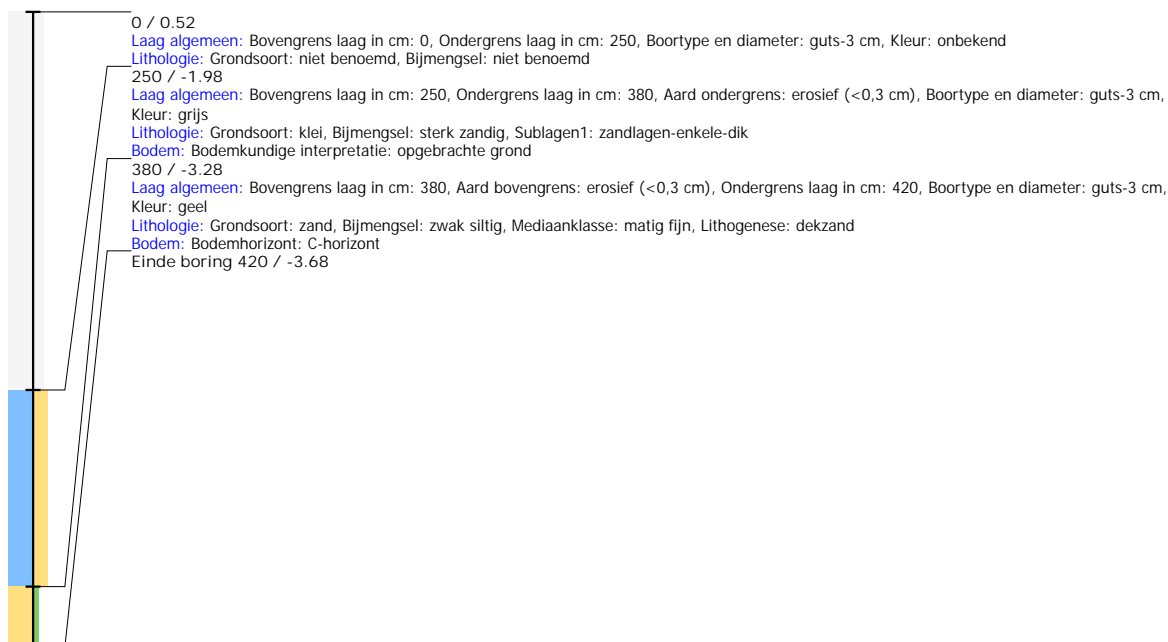 0 / 0.52
Laag algemeen: Bovengrens laag in cm: 0, Ondergrens laag in cm: 250, Boortype en diameter: guts-3 cm, Kleur: onbekend
Lithologie: Grondsoort: niet benoemd, Bijmengsel: niet benoemd
250 / -1.98
Laag algemeen: Bovengrens laag in cm: 250, Ondergrens laag in cm: 380, Aard ondergrens: erosief (<0,3 cm), Boortype en diameter: guts-3 cm,
Kleur: grijs
Lithologie: Grondsoort: klei, Bijmengsel: sterk zandig, Sublagen1: zandlagen-enkele-dik
Bodem: Bodemkundige interpretatie: opgebrachte grond
380 / -3.28
Laag algemeen: Bovengrens laag in cm: 380, Aard bovengrens: erosief (<0,3 cm), Ondergrens laag in cm: 420, Boortype en diameter: guts-3 cm,
Kleur: geel
Lithologie: Grondsoort: zand, Bijmengsel: zwak siltig, Mediaanklasse: matig fijn, Lithogenese: dekzand
Bodem: Bodemhorizont: C-horizont
Einde boring 420 / -3.68